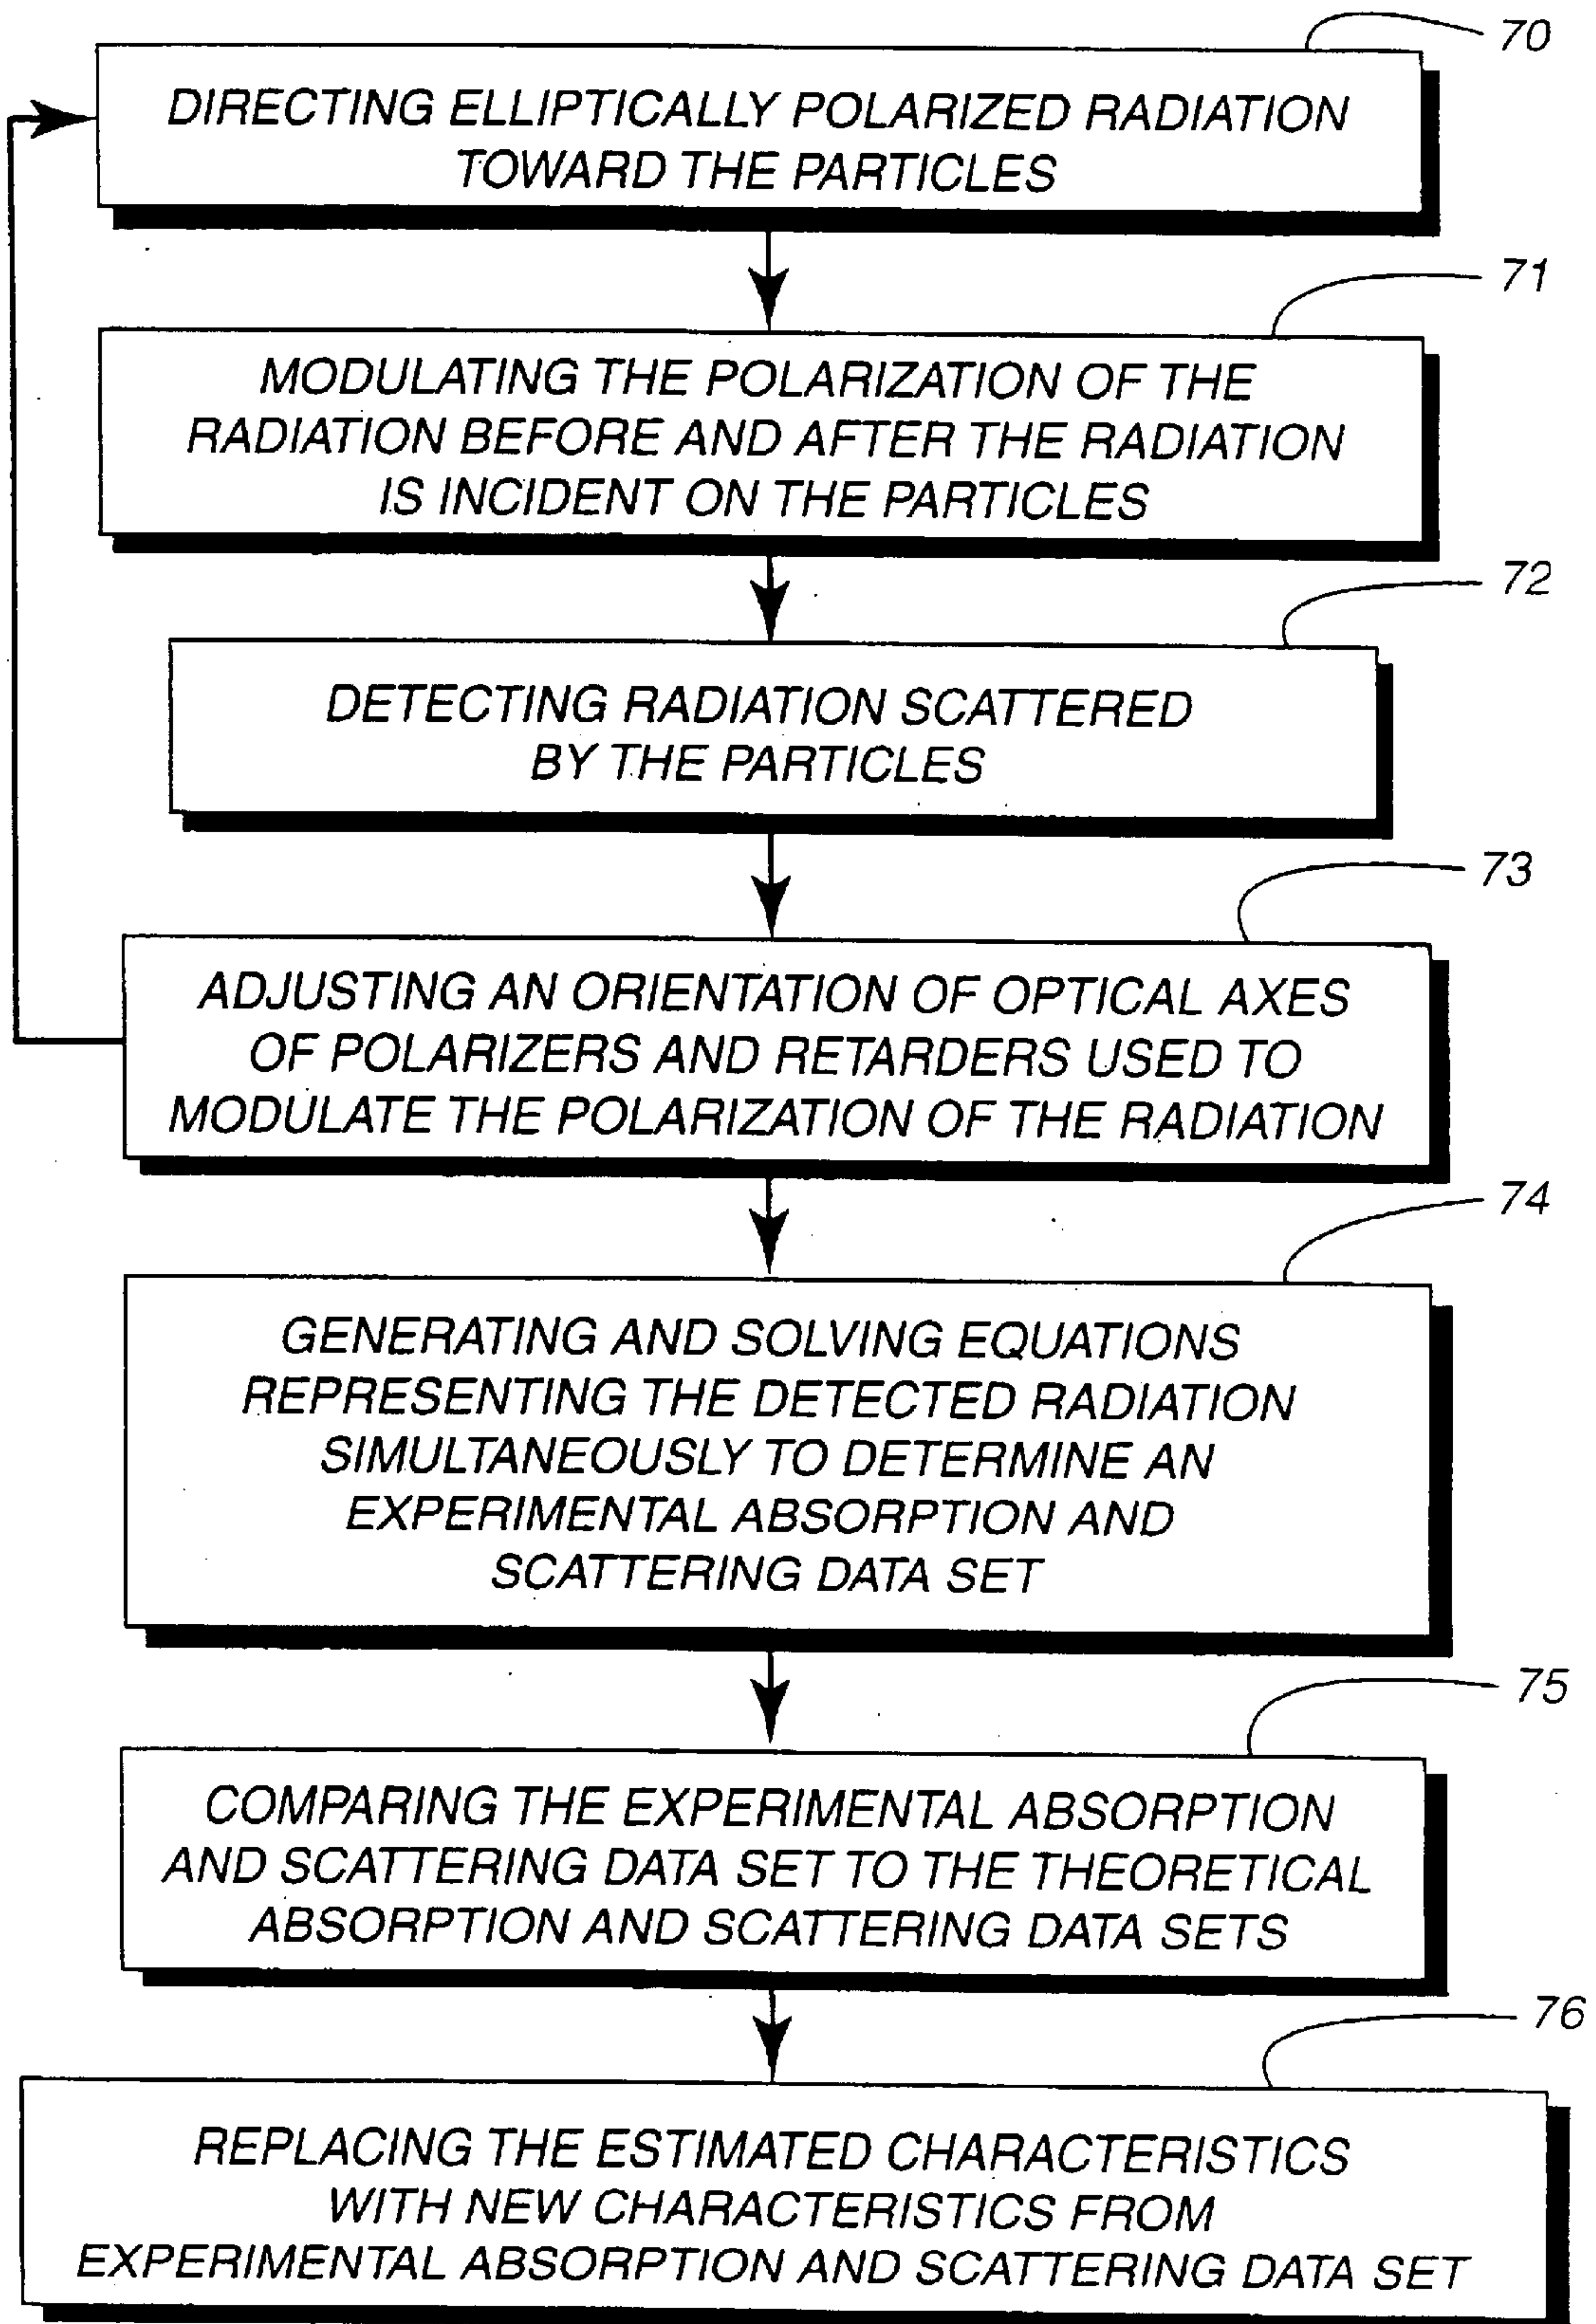 70
DIRECTING ELLIPTICALLY POLARIZED RADIATION
TOWARD THE PARTICLES
71
MODULATING THE POLARIZATION OF THE
RADIATION BEFORE AND AFTER THE RADIATION
IS INCIDENT ON THE PARTICLES
72
DETECTING RADIATION SCATTERED
BY THE PARTICLES
73
ADJUSTING AN ORIENTATION OF OPTICAL AXES
OF POLARIZERS AND RETARDERS USED TO
MODULATE THE POLARIZATION OF THE RADIATION
74
GENERATING AND SOLVING EQUATIONS
REPRESENTING THE DETECTED RADIATION
SIMULTANEOUSLY TO DETERMINE AN
EXPERIMENTAL ABSORPTION AND
SCATTERING DATA SET
75
COMPARING THE EXPERIMENTAL ABSORPTION
AND SCATTERING DATA SET TO THE THEORETICAL
ABSORPTION AND SCATTERING DATA SETS
76
REPLACING THE ESTIMATED CHARACTERISTICS
WITH NEW CHARACTERISTICS FROM
EXPERIMENTAL ABSORPTION AND SCATTERING DATA SET